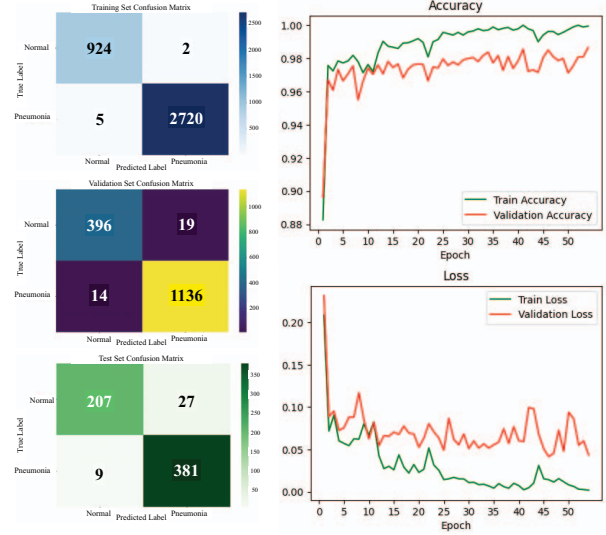 Training Set Confusion Matrix
True Label
Normal
Pneumonia
924
2
5
2720
Normal
Pneumonia
Predicted Label
2500
2000
1500
1000
500
Validation Set Confusion Matrix
True Label
Normal
Pneumonia
396
19
14
1136
Normal
Pneumonia
Predicted Label
1000
800
600
400
200
Test Set Confusion Matrix
True Label
Normal
Pneumonia
207
27
9
381
Normal
Pneumonia
Predicted Label
350
300
250
200
150
100
50
Accuracy
1.00
0.98
0.96
0.94
0.92
0.90
0.88
Train Accuracy
Validation Accuracy
0 5 10 15 20 25 30 35 40 45 50
Epoch
Loss
0.20
0.15
0.10
0.05
0.00
Train Loss
Validation Loss
0 5 10 15 20 25 30 35 40 45 50
Epoch